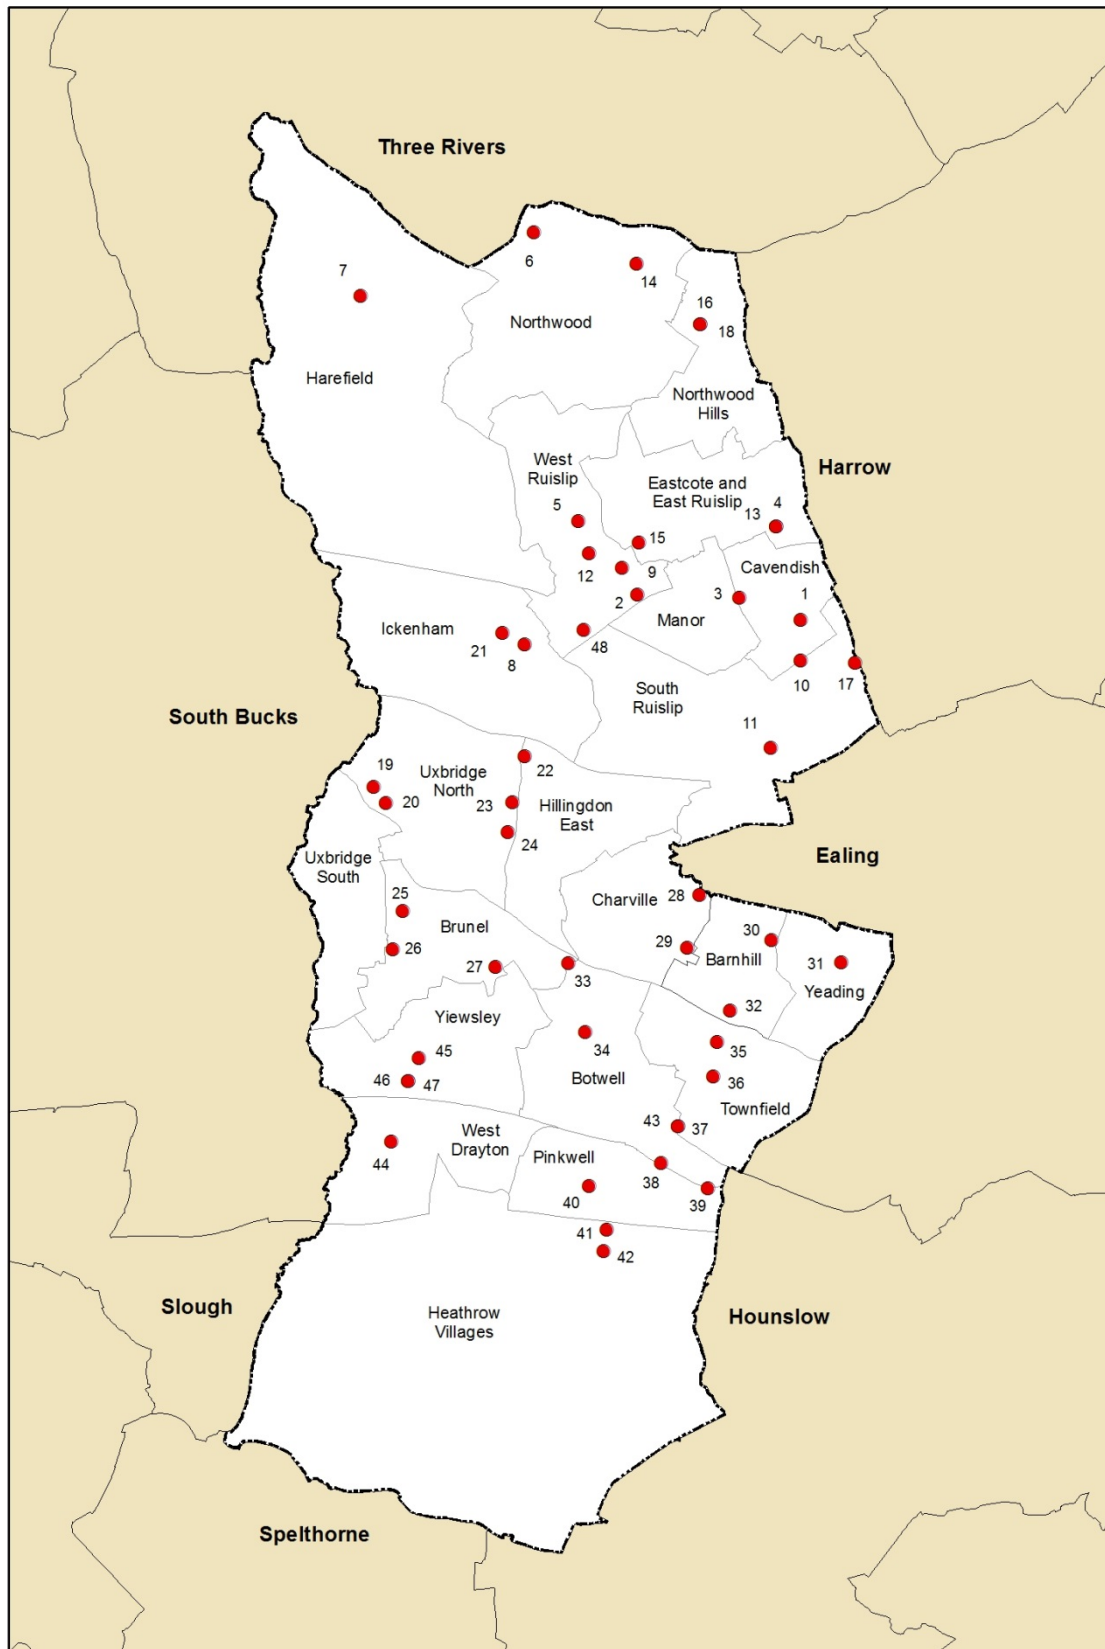 Three Rivers
6
14
7
16
18
Northwood
Harefield
Northwood
Hills
West
Ruislip
Harrow
Eastcote and
East Ruislip
5
4
13
15
12
9
Cavendish
2
3
1
Manor
Ickenham
21
8
48
10
17
South
Ruislip
South Bucks
11
19
22
Uxbridge
North
20
23
Hillingdon
East
24
Ealing
Uxbridge
South
25
Charville
28
Brunel
30
29
26
Barnhill
31
27
33
Yeading
32
Yiewsley
34
35
45
Botwell
36
46
47
Townfield
43
37
West
Drayton
Pinkwell
44
38
40
39
41
42
Slough
Heathrow
Villages
Hounslow
Spelthorne